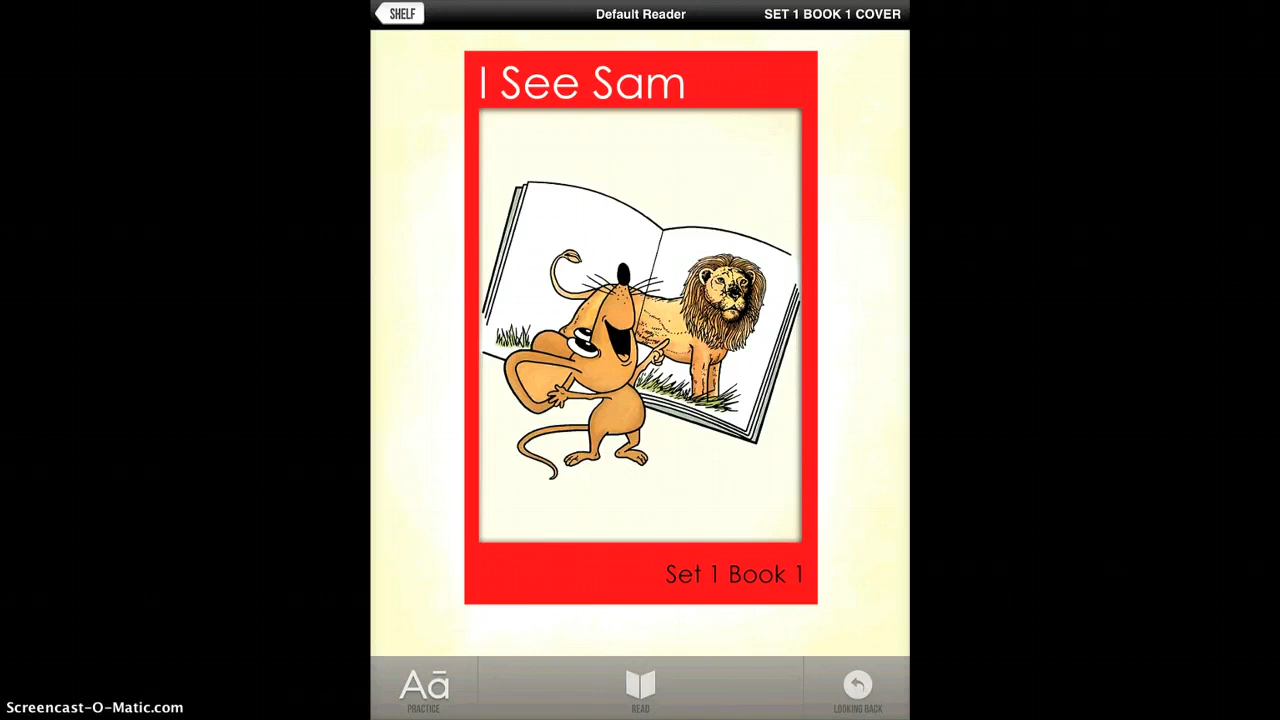 SHELF
Default Reader
SET 1 BOOK 1 COVER
I See Sam
Set 1 Book 1
Aā
PRACTICE
READ
LOOKING BACK
Screencast-O-Matic.com